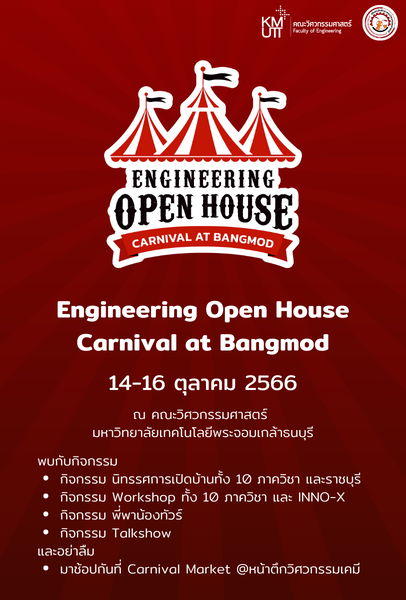 KM
UTT
คณะวิศวกรรมศาสตร์
Faculty of Engineering
ENGINEERING
OPEN HOUSE
CARNIVAL AT BANGMOD
Engineering Open House
Carnival at Bangmod
14-16 ตุลาคม 2566
ณ คณะวิศวกรรมศาสตร์
มหาวิทยาลัยเทคโนโลยีพระจอมเกล้าธนบุรี
พบกับกิจกรรม
• กิจกรรม นิทรรศการเปิดบ้านทั้ง 10 ภาควิชา และราชบุรี
• กิจกรรม Workshop ทั้ง 10 ภาควิชา และ INNO-X
• กิจกรรม พี่พาน้องทัวร์
• กิจกรรม Talkshow
และอย่าลืม
• มาช้อปกันที่ Carnival Market @หน้าตึกวิศวกรรมเคมี